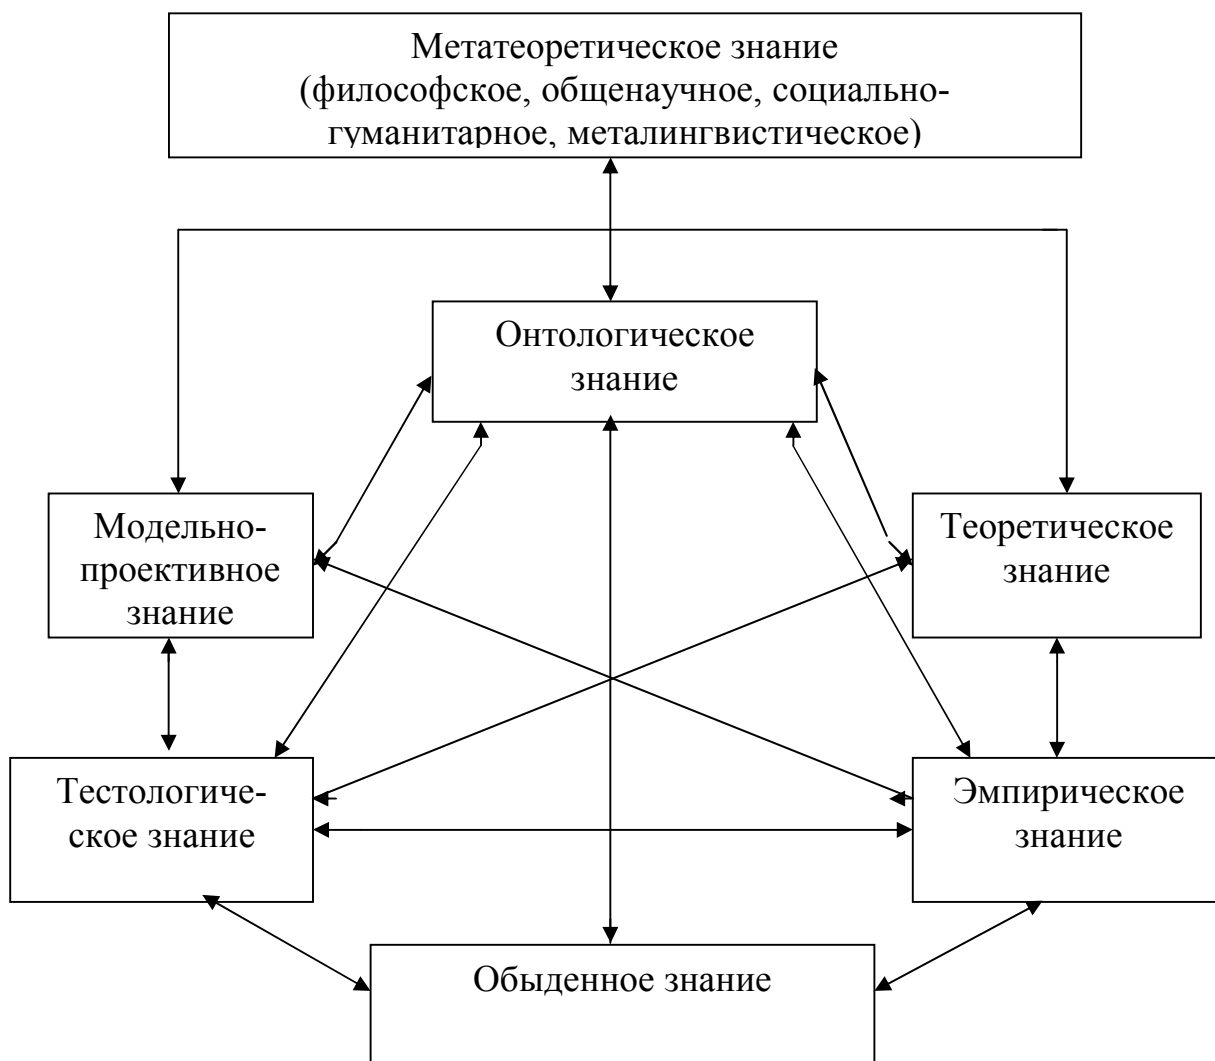 Метатеоретическое знание
(философское, общенаучное, социально-
гуманитарное, металингвистическое)
Онтологическое
знание
Модельно-
проективное
знание
Теоретическое
знание
Тестологиче-
ское знание
Эмпирическое
знание
Обыденное знание